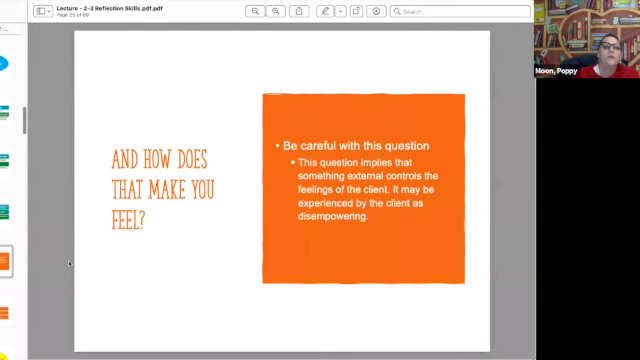 Lecture - 2-3 Reflection Skills.pdf.pdf
Page 25 of 69
Search
Moon, Poppy
AND HOW DOES
THAT MAKE YOU
FEEL?
• Be careful with this question
▪ This question implies that
something external controls the
feelings of the client. It may be
experienced by the client as
disempowering.